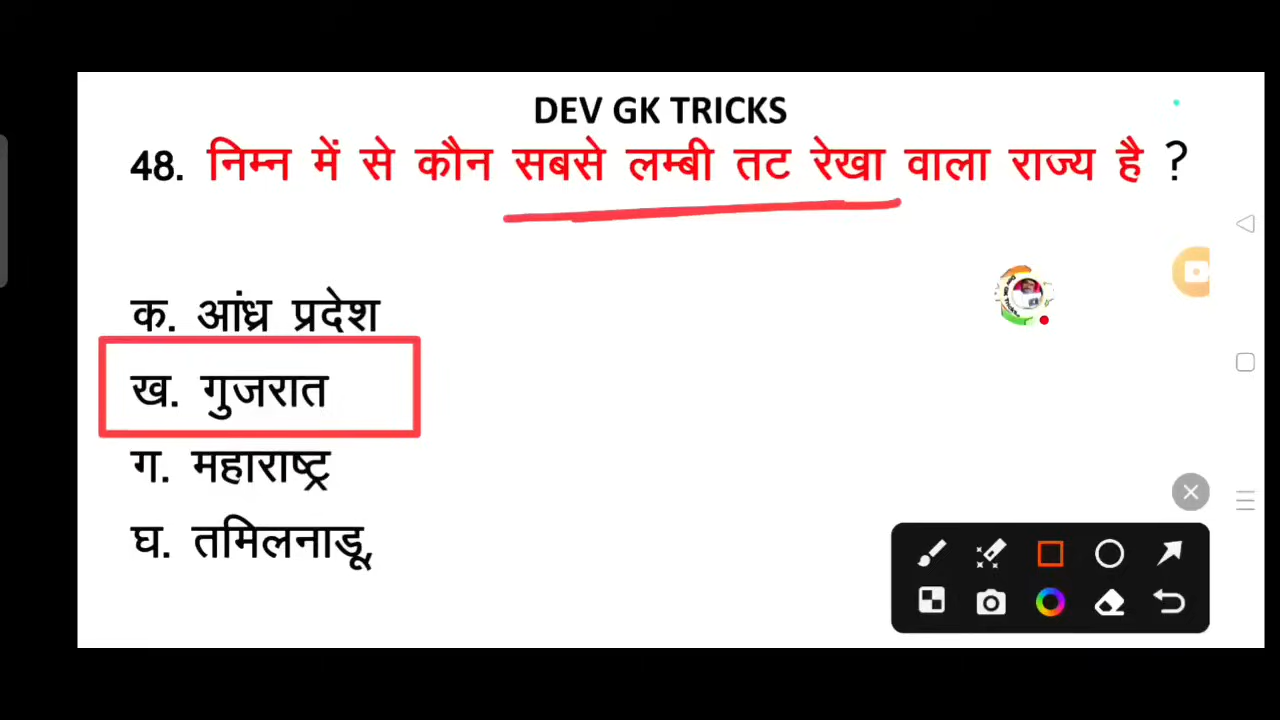 DEV GK TRICKS
48. निम्न में से कौन सबसे लम्बी तट रेखा वाला राज्य है ?
क. आंध्र प्रदेश
ख. गुजरात
ग. महाराष्ट्र
घ. तमिलनाडू,